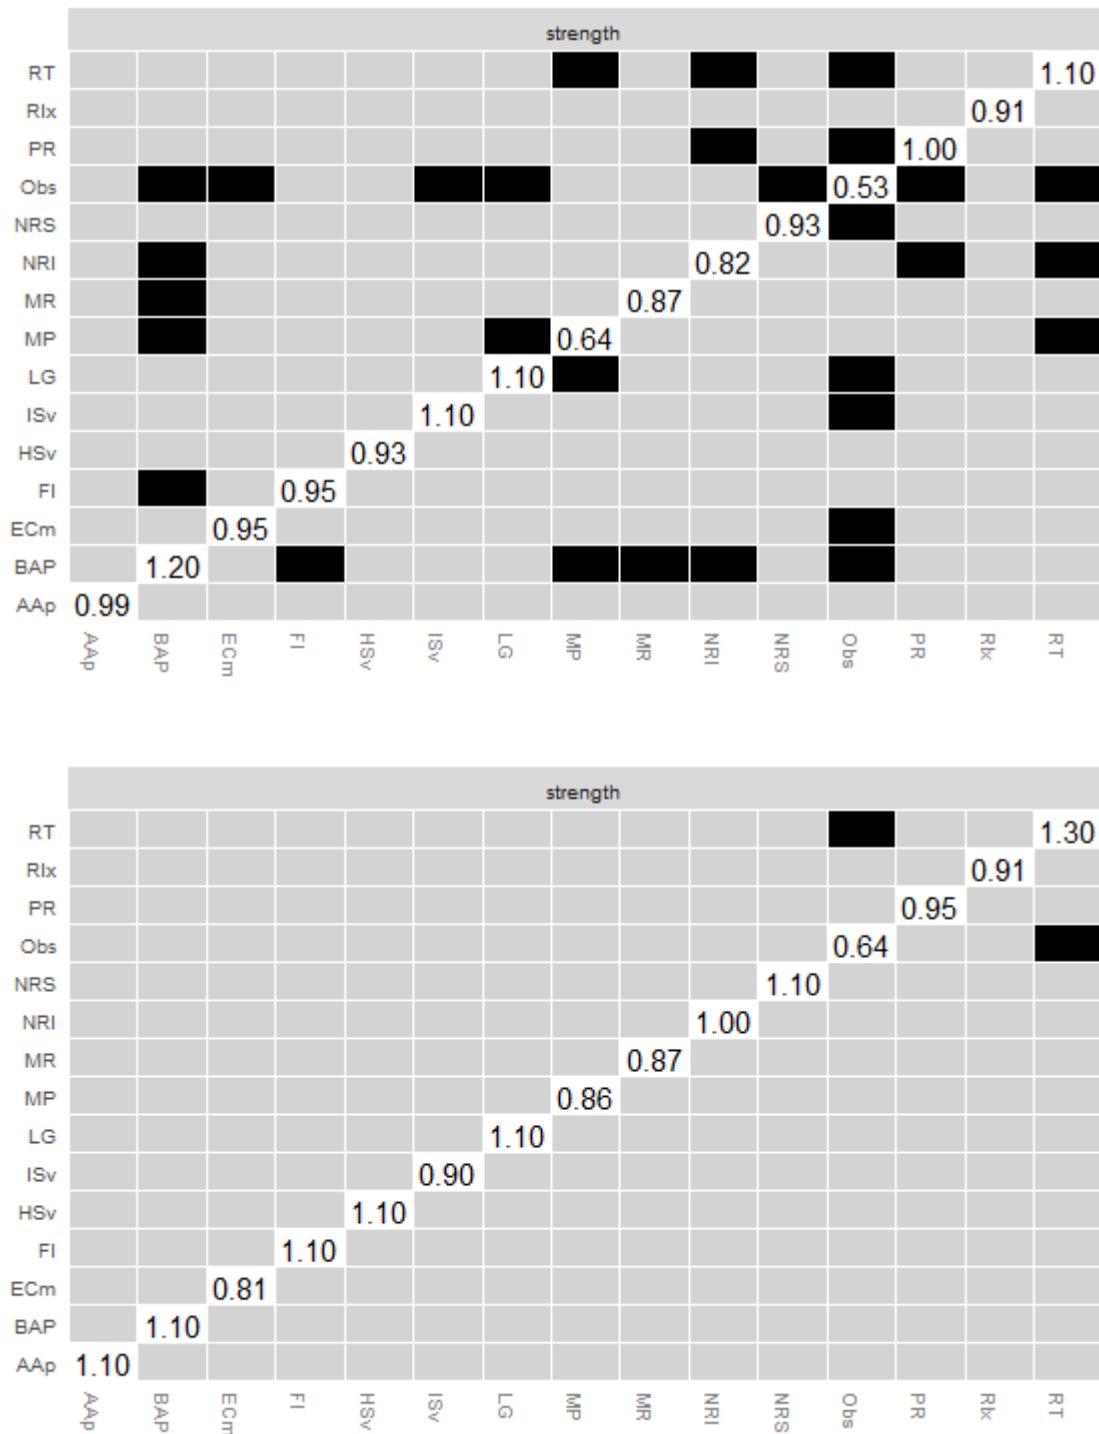 strength
RT 1.10
RIx 0.91
PR 1.00
Obs 0.53
NRS 0.93
NRI 0.82
MR 0.87
MP 0.64
LG 1.10
ISv 1.10
HSv 0.93
FI 0.95
ECm 0.95
BAP 1.20
AAp 0.99
AAp BAP ECm FI HSv ISv LG MP MR NRI NRS Obs PR RIx RT
strength
RT 1.30
RIx 0.91
PR 0.95
Obs 0.64
NRS 1.10
NRI 1.00
MR 0.87
MP 0.86
LG 1.10
ISv 0.90
HSv 1.10
FI 1.10
ECm 0.81
BAP 1.10
AAp 1.10
AAp BAP ECm FI HSv ISv LG MP MR NRI NRS Obs PR RIx RT